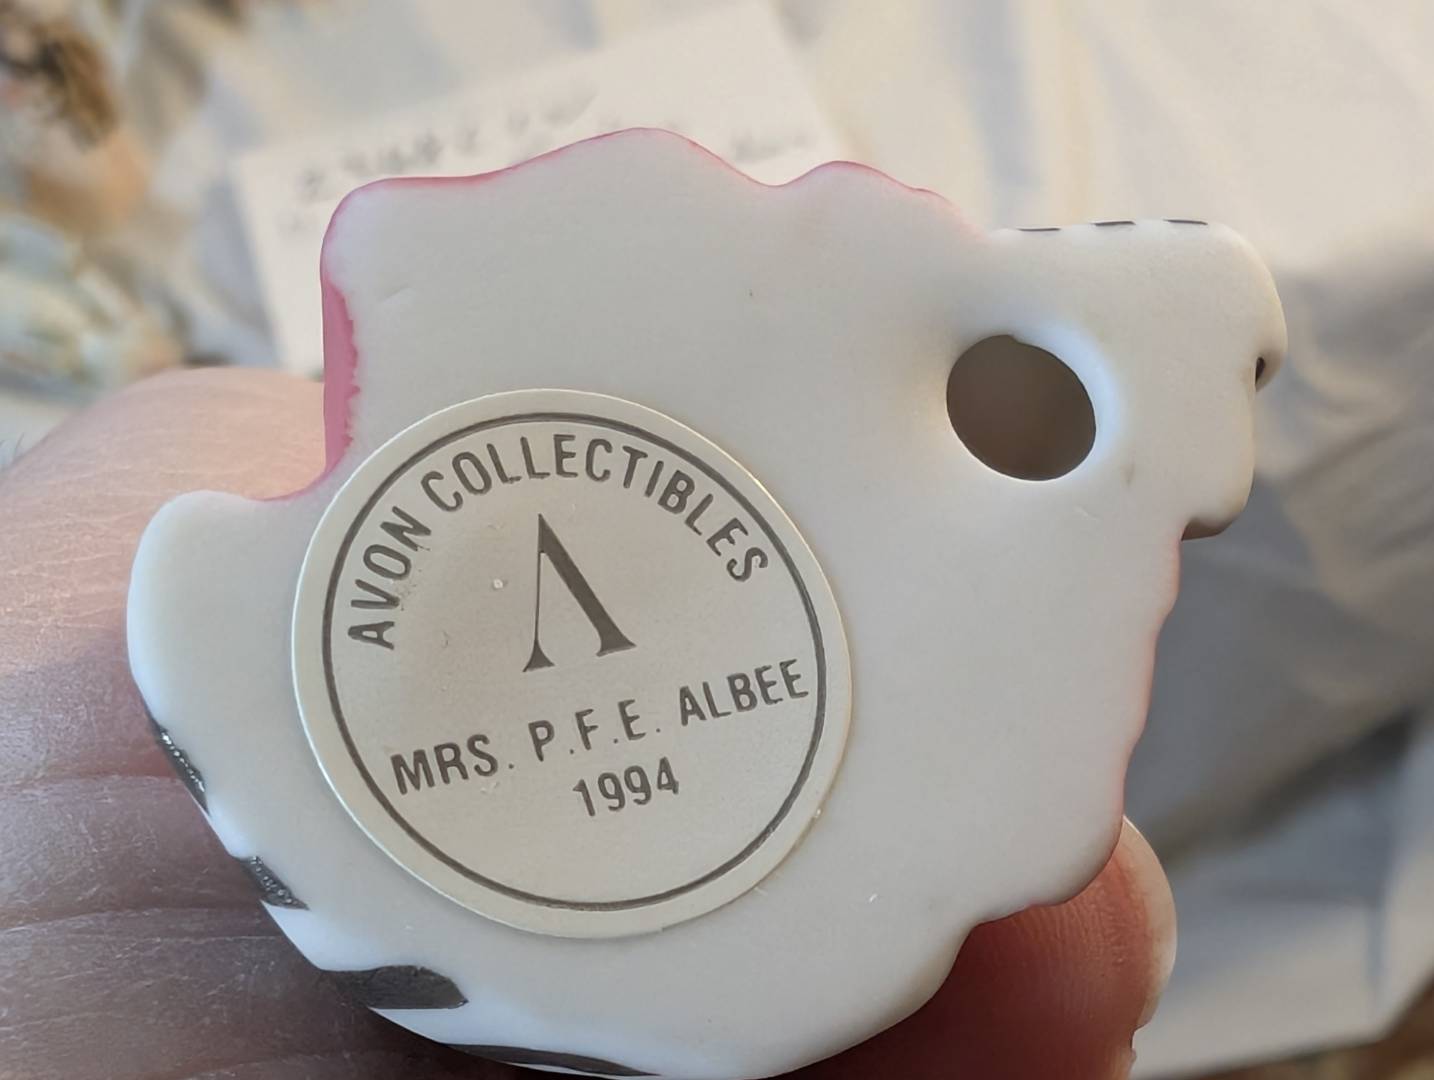 AVON COLLECTIBLES
MRS. P.F.E. ALBEE
1994